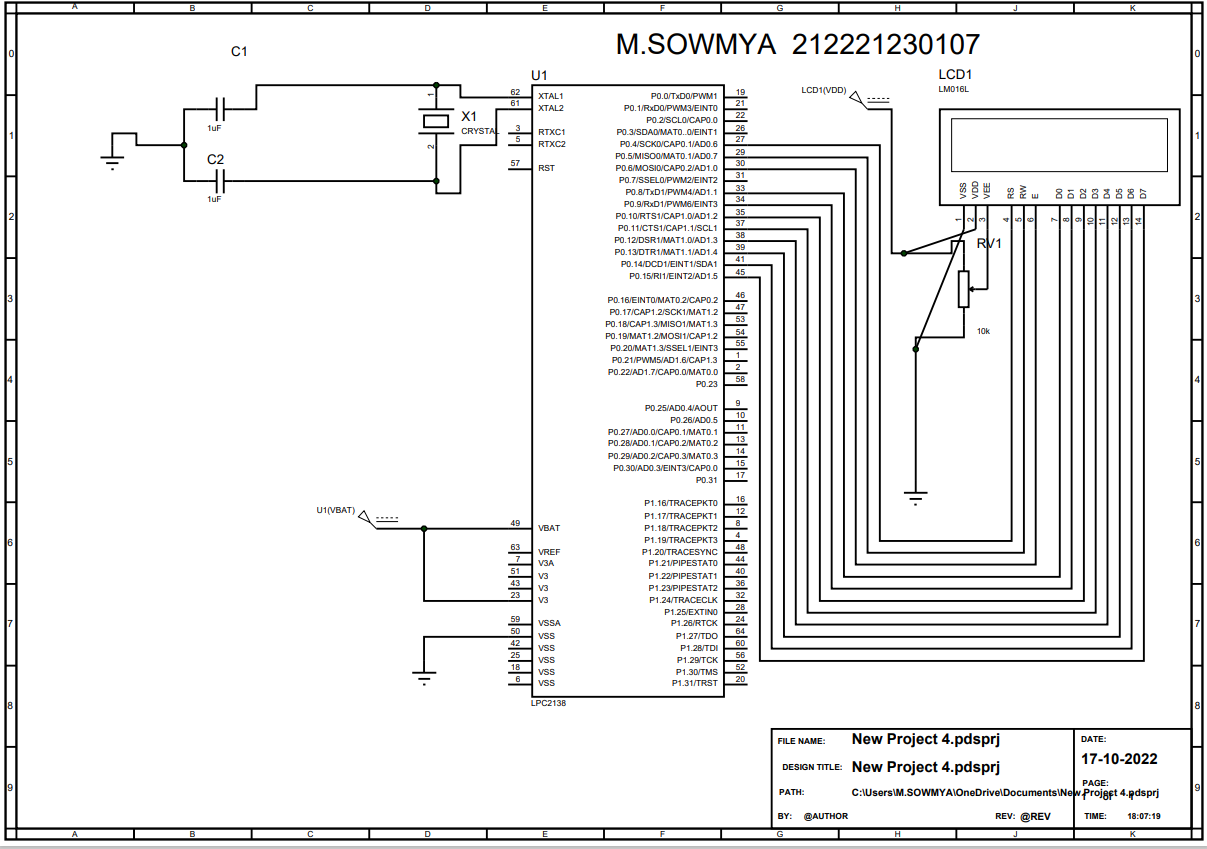 A B C D E F G H J K
M.SOWMYA 212221230107
C1
1uF
C2
1uF
X1
CRYSTAL
1
2
U1
62 XTAL1
61 XTAL2
3 RTXC1
5 RTXC2
57 RST
U1(VBAT)
49 VBAT
63 VREF
7 V3A
51 V3
43 V3
23 V3
59 VSSA
50 VSS
42 VSS
25 VSS
18 VSS
6 VSS
P0.0/TxD0/PWM1 19
P0.1/RxD0/PWM3/EINT0 21
P0.2/SCL0/CAP0.0 22
P0.3/SDA0/MAT0..0/EINT1 26
P0.4/SCK0/CAP0.1/AD0.6 27
P0.5/MISO0/MAT0.1/AD0.7 29
P0.6/MOSI0/CAP0.2/AD1.0 30
P0.7/SSEL0/PWM2/EINT2 31
P0.8/TxD1/PWM4/AD1.1 33
P0.9/RxD1/PWM6/EINT3 34
P0.10/RTS1/CAP1.0/AD1.2 35
P0.11/CTS1/CAP1.1/SCL1 37
P0.12/DSR1/MAT1.0/AD1.3 38
P0.13/DTR1/MAT1.1/AD1.4 39
P0.14/DCD1/EINT1/SDA1 41
P0.15/RI1/EINT2/AD1.5 45
P0.16/EINT0/MAT0.2/CAP0.2 46
P0.17/CAP1.2/SCK1/MAT1.2 47
P0.18/CAP1.3/MISO1/MAT1.3 53
P0.19/MAT1.2/MOSI1/CAP1.2 54
P0.20/MAT1.3/SSEL1/EINT3 55
P0.21/PWM5/AD1.6/CAP1.3 1
P0.22/AD1.7/CAP0.0/MAT0.0 2
P0.23 58
P0.25/AD0.4/AOUT 9
P0.26/AD0.5 10
P0.27/AD0.0/CAP0.1/MAT0.1 11
P0.28/AD0.1/CAP0.2/MAT0.2 13
P0.29/AD0.2/CAP0.3/MAT0.3 14
P0.30/AD0.3/EINT3/CAP0.0 15
P0.31 17
P1.16/TRACEPKT0 16
P1.17/TRACEPKT1 12
P1.18/TRACEPKT2 8
P1.19/TRACEPKT3 4
P1.20/TRACESYNC 48
P1.21/PIPESTAT0 44
P1.22/PIPESTAT1 40
P1.23/PIPESTAT2 36
P1.24/TRACECLK 32
P1.25/EXTIN0 28
P1.26/RTCK 24
P1.27/TDO 64
P1.28/TDI 60
P1.29/TCK 56
P1.30/TMS 52
P1.31/TRST 20
LPC2138
LCD1(VDD)
LCD1
LM016L
VSS VDD VEE RS RW E D0 D1 D2 D3 D4 D5 D6 D7
1 2 3 4 5 6 7 8 9 10 11 12 13 14
RV1
10k
0 1 2 3 4 5 6 7 8 9
0 1 2 3 4 5 6 7 8 9
FILE NAME: New Project 4.pdsprj
DESIGN TITLE: New Project 4.pdsprj
PATH: C:\Users\M.SOWMYA\OneDrive\Documents\New Project 4.pdsprj
BY: @AUTHOR REV: @REV
DATE:
17-10-2022
PAGE:
TIME: 18:07:19
A B C D E F G H J K